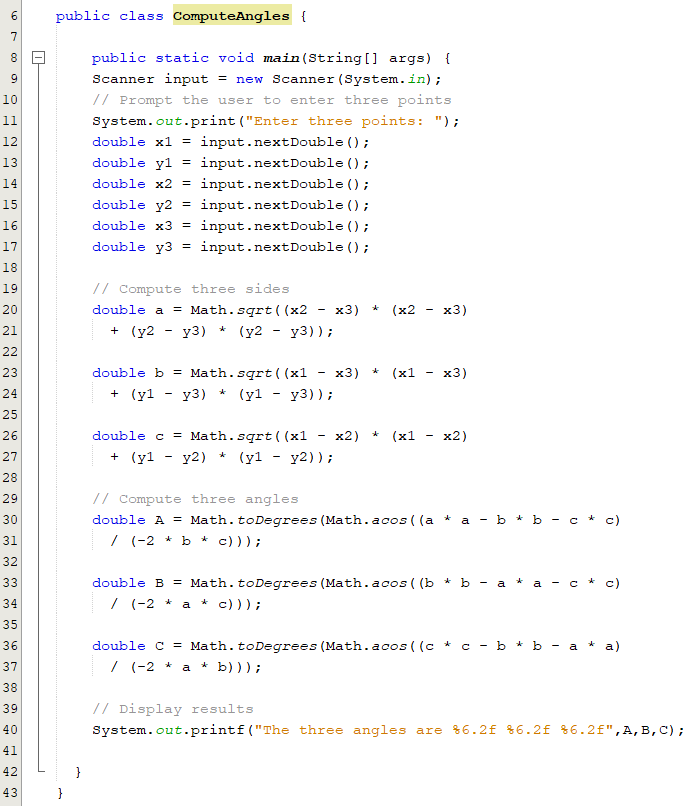 6 public class ComputeAngles {
7
8 public static void main(String[] args) {
9 Scanner input = new Scanner(System.in);
10 // Prompt the user to enter three points
11 System.out.print("Enter three points: ");
12 double x1 = input.nextDouble();
13 double y1 = input.nextDouble();
14 double x2 = input.nextDouble();
15 double y2 = input.nextDouble();
16 double x3 = input.nextDouble();
17 double y3 = input.nextDouble();
18
19 // Compute three sides
20 double a = Math.sqrt((x2 - x3) * (x2 - x3)
21 + (y2 - y3) * (y2 - y3));
22
23 double b = Math.sqrt((x1 - x3) * (x1 - x3)
24 + (y1 - y3) * (y1 - y3));
25
26 double c = Math.sqrt((x1 - x2) * (x1 - x2)
27 + (y1 - y2) * (y1 - y2));
28
29 // Compute three angles
30 double A = Math.toDegrees(Math.acos((a * a - b * b - c * c)
31 / (-2 * b * c)));
32
33 double B = Math.toDegrees(Math.acos((b * b - a * a - c * c)
34 / (-2 * a * c)));
35
36 double C = Math.toDegrees(Math.acos((c * c - b * b - a * a)
37 / (-2 * a * b)));
38
39 // Display results
40 System.out.printf("The three angles are %6.2f %6.2f %6.2f",A,B,C);
41
42 }
43 }